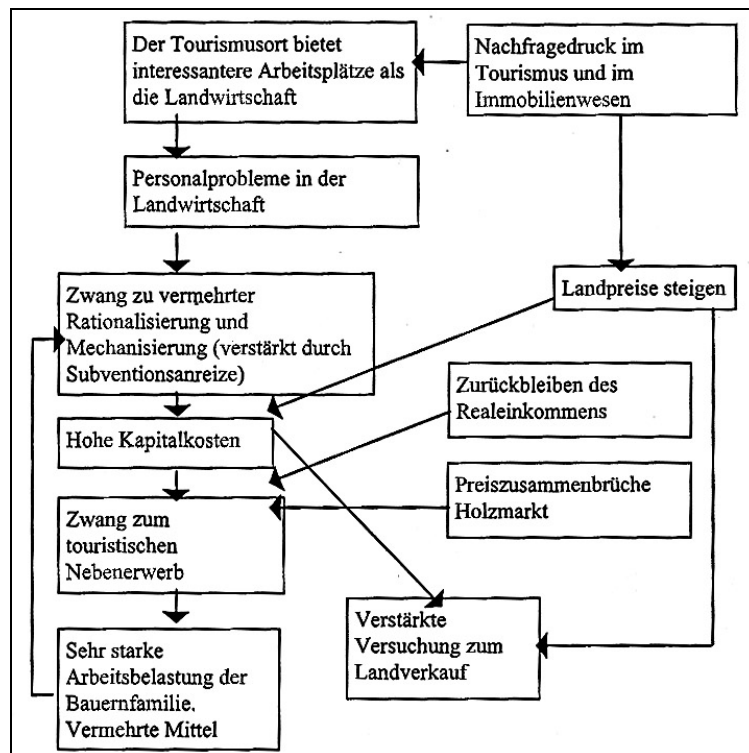 Der Tourismusort bietet
interessantere Arbeitsplätze als
die Landwirtschaft
Nachfragedruck im
Tourismus und im
Immobilienwesen
Personalprobleme in der
Landwirtschaft
Zwang zu vermehrter
Rationalisierung und
Mechanisierung (verstärkt durch
Subventionsanreize)
Landpreise steigen
Zurückbleiben des
Realeinkommens
Hohe Kapitalkosten
Preiszusammenbrüche
Holzmarkt
Zwang zum
touristischen
Nebenerwerb
Verstärkte
Versuchung zum
Landverkauf
Sehr starke
Arbeitsbelastung der
Bauernfamilie.
Vermehrte Mittel